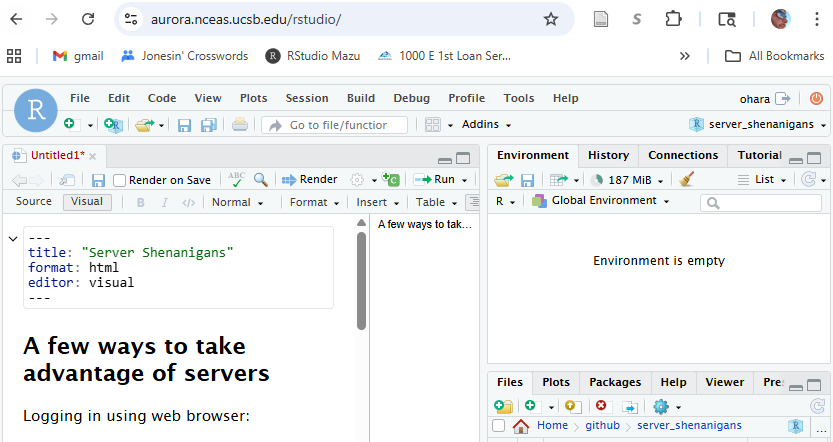 aurora.nceas.ucsb.edu/rstudio/
gmail Jonesin' Crosswords RStudio Mazu 1000 E 1st Loan Ser... » All Bookmarks
R File Edit Code View Plots Session Build Debug Profile Tools Help ohara
Go to file/function Addins server_shenanigans
Untitled1* Environment History Connections Tutorial
Render on Save ABC Render Run 187 MiB List
Source Visual B I </> Normal Format Insert Table R Global Environment
---
title: "Server Shenanigans"
format: html
editor: visual
---
A few ways to tak...
Environment is empty
A few ways to take
advantage of servers
Logging in using web browser:
Files Plots Packages Help Viewer Pre
Home github server_shenanigans ...